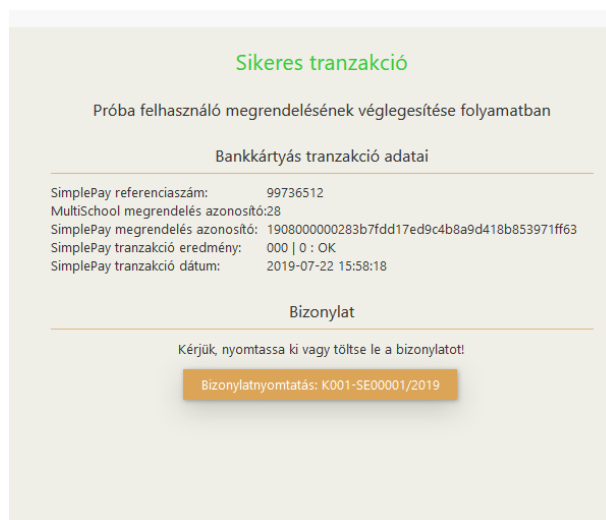 Sikeres tranzakció
Próba felhasználó megrendelésének véglegesítése folyamatban
Bankkártyás tranzakció adatai
SimplePay referenciaszám: 99736512
MultiSchool megrendelés azonosító:28
SimplePay megrendelés azonosító: 1908000000283b7fdd17ed9c4b8a9d418b853971ff63
SimplePay tranzakció eredmény: 000 | 0 : OK
SimplePay tranzakció dátum: 2019-07-22 15:58:18
Bizonylat
Kérjük, nyomtassa ki vagy töltse le a bizonylatot!
Bizonylatnyomtatás: K001-SE00001/2019